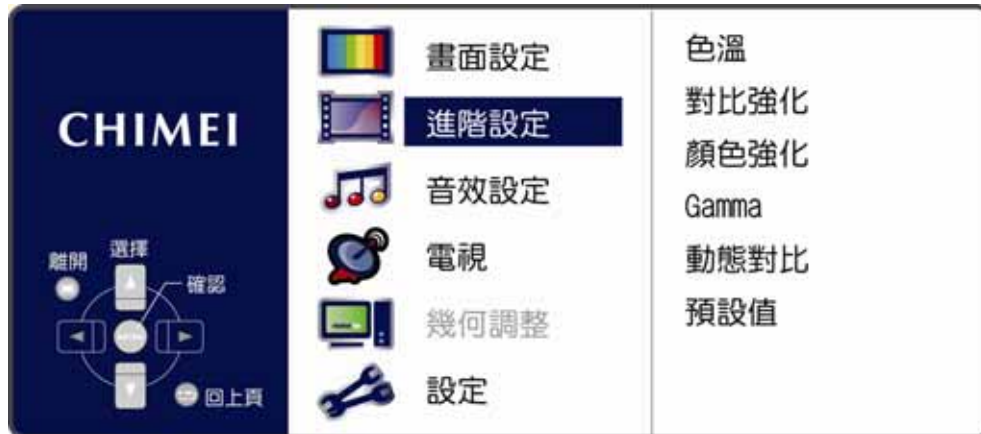 CHIMEI
離開
選擇
確認
回上頁
畫面設定
進階設定
音效設定
電視
幾何調整
設定
色溫
對比強化
顏色強化
Gamma
動態對比
預設值